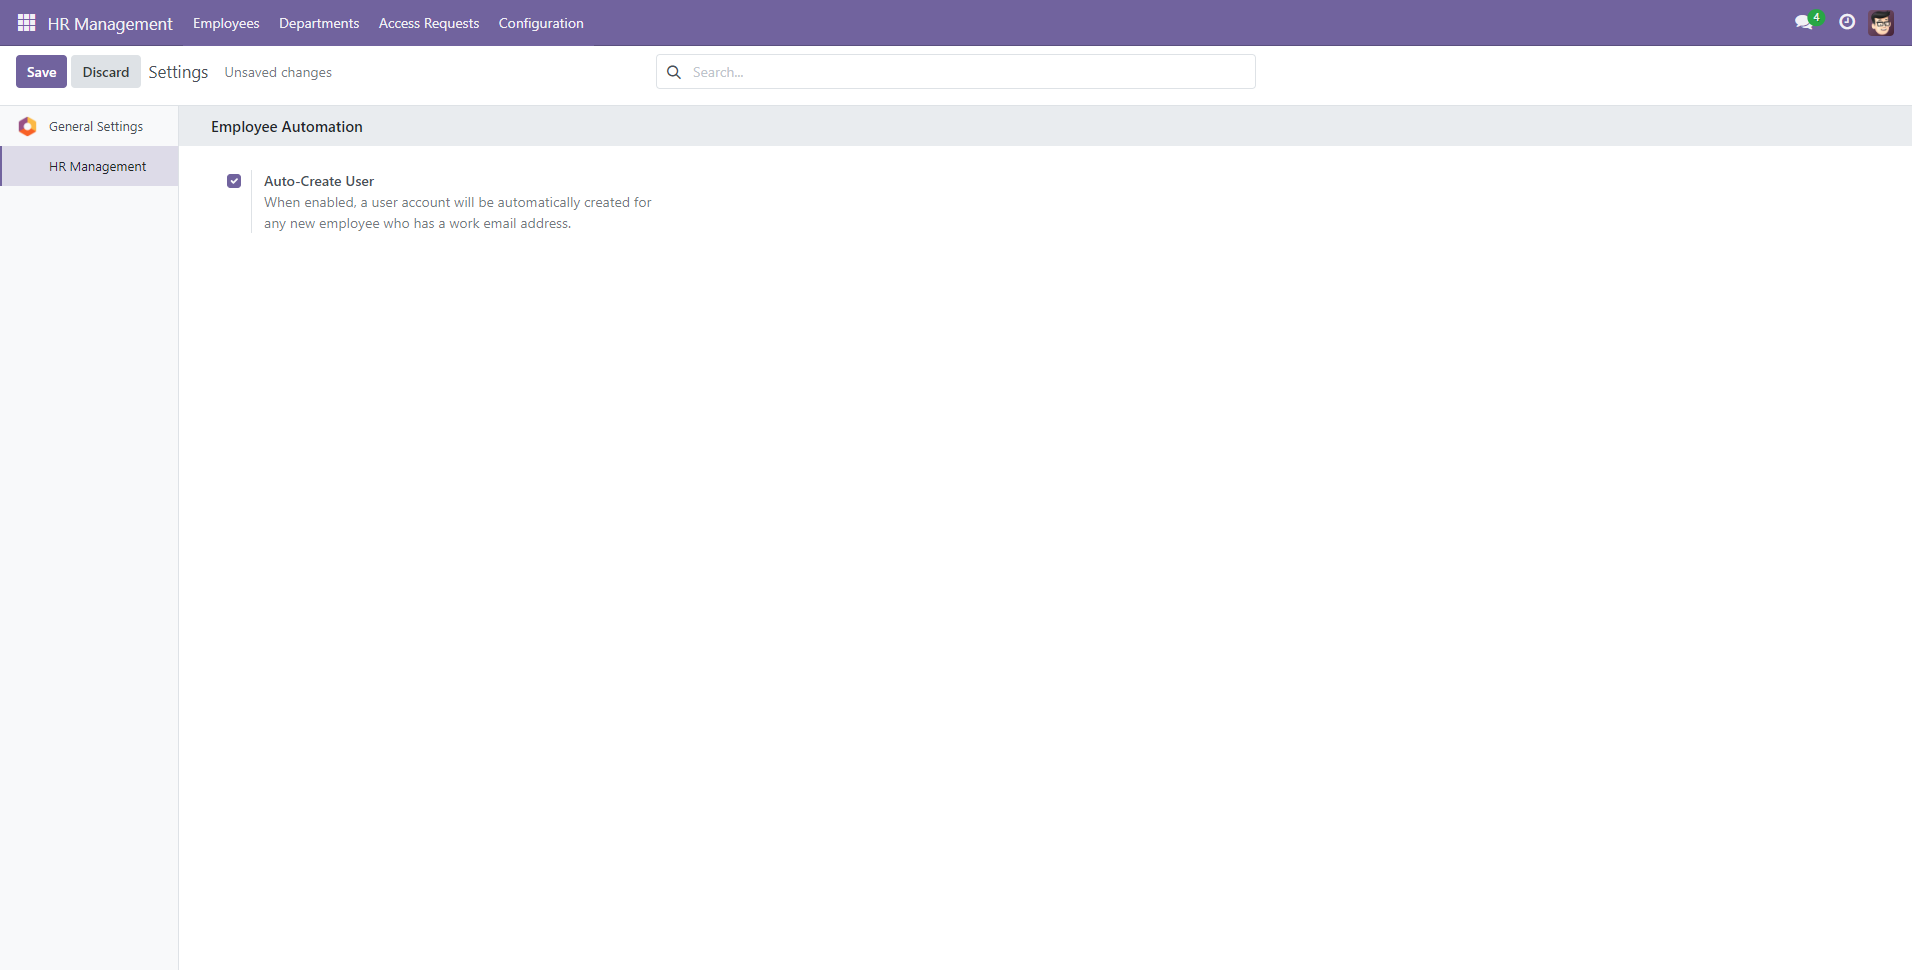 HR Management Employees Departments Access Requests Configuration 4
Save Discard Settings Unsaved changes Search...
General Settings
HR Management
Employee Automation
Auto-Create User
When enabled, a user account will be automatically created for
any new employee who has a work email address.